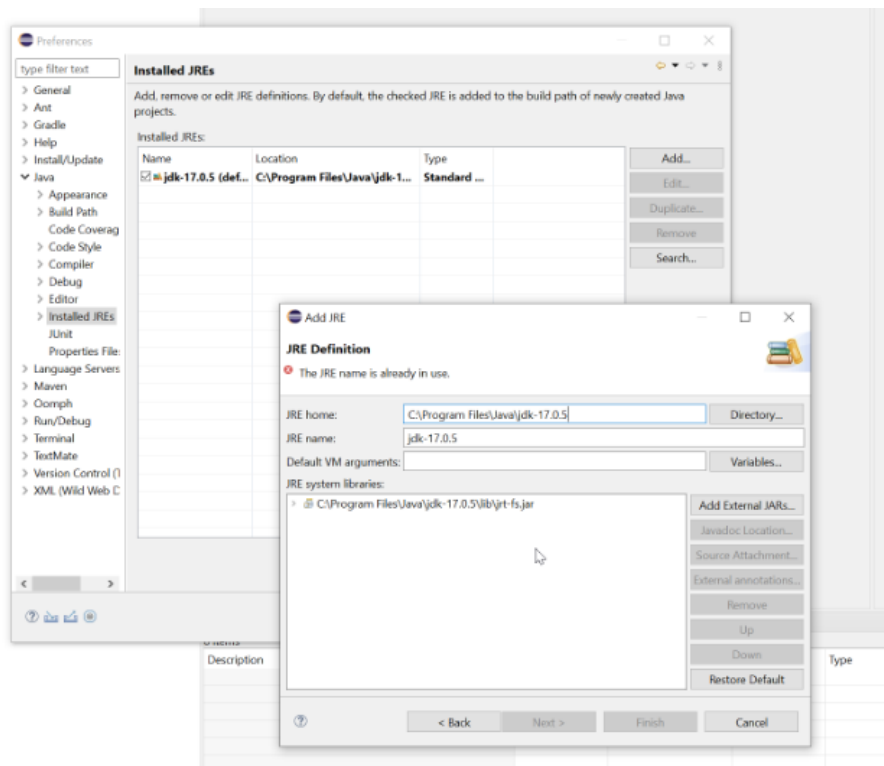 Preferences
type filter text
Installed JREs
> General
> Ant
> Gradle
> Help
> Install/Update
Java
> Appearance
> Build Path
Code Coverag
> Code Style
> Compiler
> Debug
> Editor
> Installed JREs
JUnit
Properties File:
> Language Servers
> Maven
> Oomph
> Run/Debug
> Terminal
> TextMate
> Version Control (
> XML (Wild Web D
Add, remove or edit JRE definitions. By default, the checked JRE is added to the build path of newly created Java
projects.
Installed JREs:
Name Location Type
jdk-17.0.5 (def... C:\Program Files\Java\jdk-1... Standard ...
Add...
Edit...
Duplicate...
Remove
Search...
Add JRE
JRE Definition
The JRE name is already in use.
JRE home: C:\Program Files\Java\jdk-17.0.5 Directory...
JRE name: jdk-17.0.5
Default VM arguments: Variables...
JRE system libraries:
> C:\Program Files\Java\jdk-17.0.5\lib\jrt-fs.jar
Add External JARs...
Javadoc Location...
Source Attachment...
External annotations...
Remove
Up
Down
Restore Default
< Back Next > Finish Cancel
Description Type